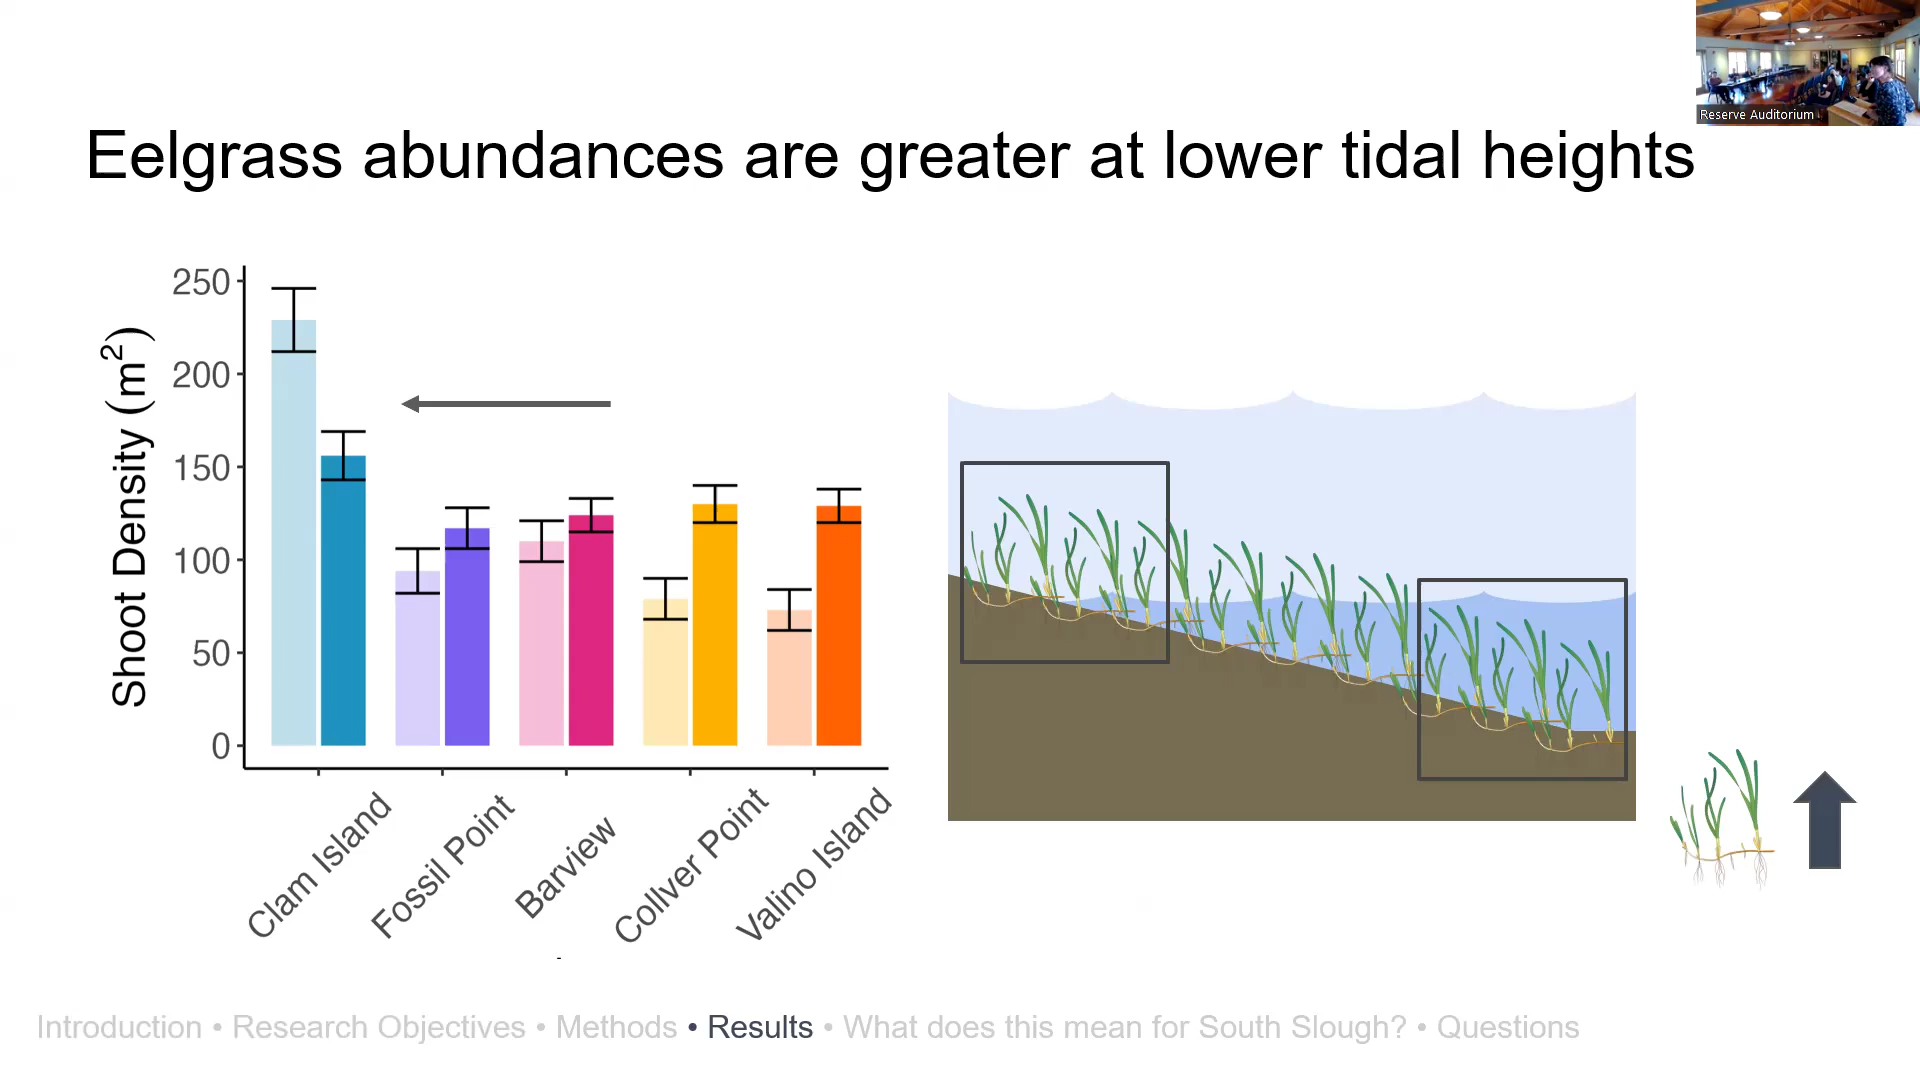 Reserve Auditorium
Eelgrass abundances are greater at lower tidal heights
Shoot Density (m²)
250
200
150
100
50
0
Clam Island
Fossil Point
Barview
Collver Point
Valino Island
Introduction • Research Objectives • Methods • Results • What does this mean for South Slough? • Questions